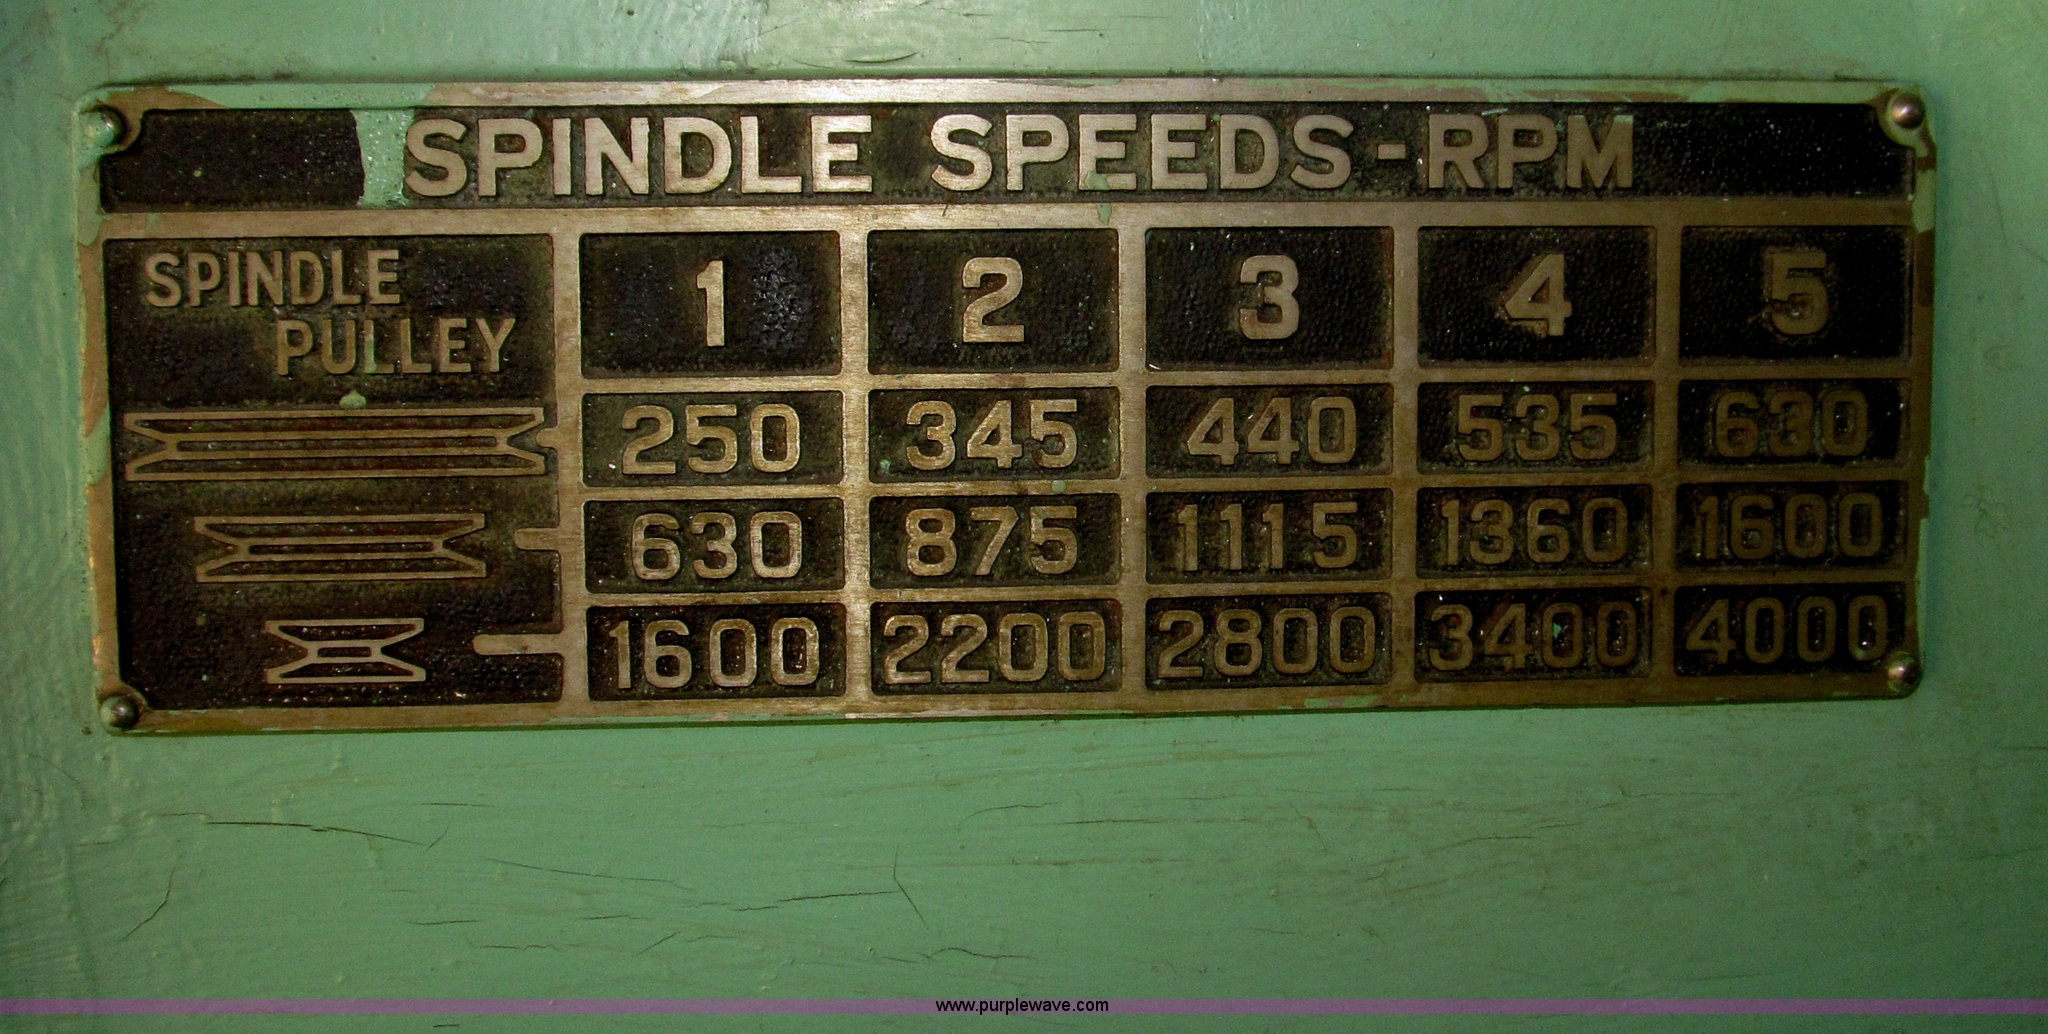 SPINDLE SPEEDS - RPM
SPINDLE PULLEY 1 2 3 4 5
250 345 440 535 630
630 875 1115 1360 1600
1600 2200 2800 3400 4000
www.purplewave.com